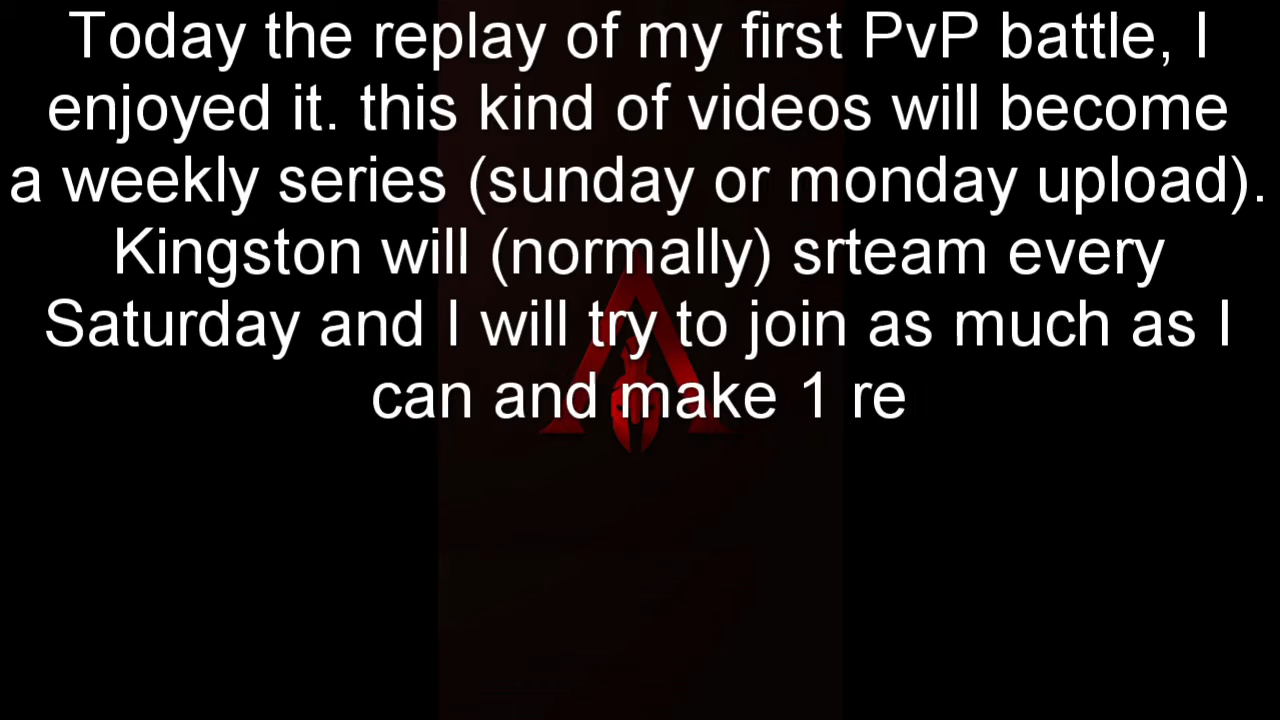 Today the replay of my first PvP battle, I
enjoyed it. this kind of videos will become
a weekly series (sunday or monday upload).
Kingston will (normally) srteam every
Saturday and I will try to join as much as I
can and make 1 re